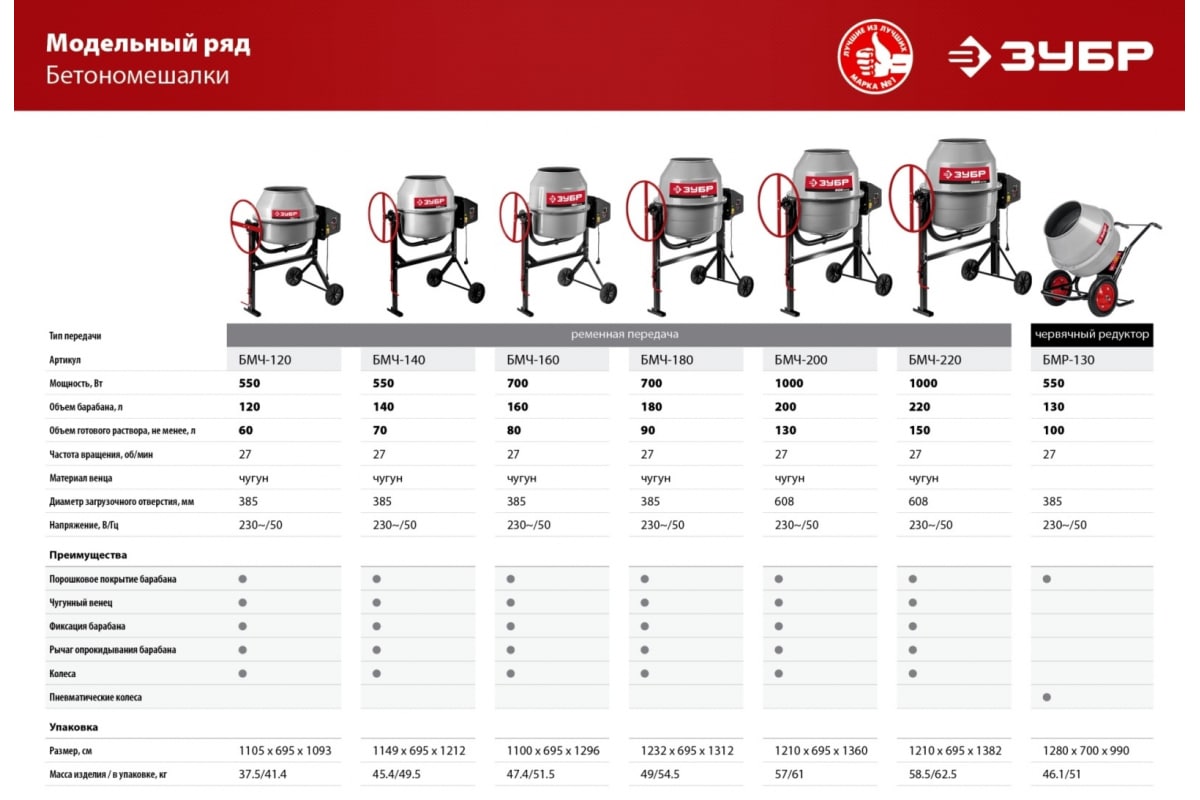 Модельный ряд
Бетономешалки
ЛУЧШИЕ ИЗ ЛУЧШИХ
МАРКА №1
ЗУБР
ЗУБР
ЗУБР
ЗУБР
ЗУБР
ЗУБР
ЗУБР
Тип передачи ременная передача червячный редуктор
Артикул БМЧ-120 БМЧ-140 БМЧ-160 БМЧ-180 БМЧ-200 БМЧ-220 БМР-130
Мощность, Вт 550 550 700 700 1000 1000 550
Объем барабана, л 120 140 160 180 200 220 130
Объем готового раствора, не менее, л 60 70 80 90 130 150 100
Частота вращения, об/мин 27 27 27 27 27 27 27
Материал венца чугун чугун чугун чугун чугун чугун
Диаметр загрузочного отверстия, мм 385 385 385 385 608 608 385
Напряжение, В/Гц 230~/50 230~/50 230~/50 230~/50 230~/50 230~/50 230~/50
Преимущества
Порошковое покрытие барабана
Чугунный венец
Фиксация барабана
Рычаг опрокидывания барабана
Колеса
Пневматические колеса
Упаковка
Размер, см 1105 x 695 x 1093 1149 x 695 x 1212 1100 x 695 x 1296 1232 x 695 x 1312 1210 x 695 x 1360 1210 x 695 x 1382 1280 x 700 x 990
Масса изделия / в упаковке, кг 37.5/41.4 45.4/49.5 47.4/51.5 49/54.5 57/61 58.5/62.5 46.1/51